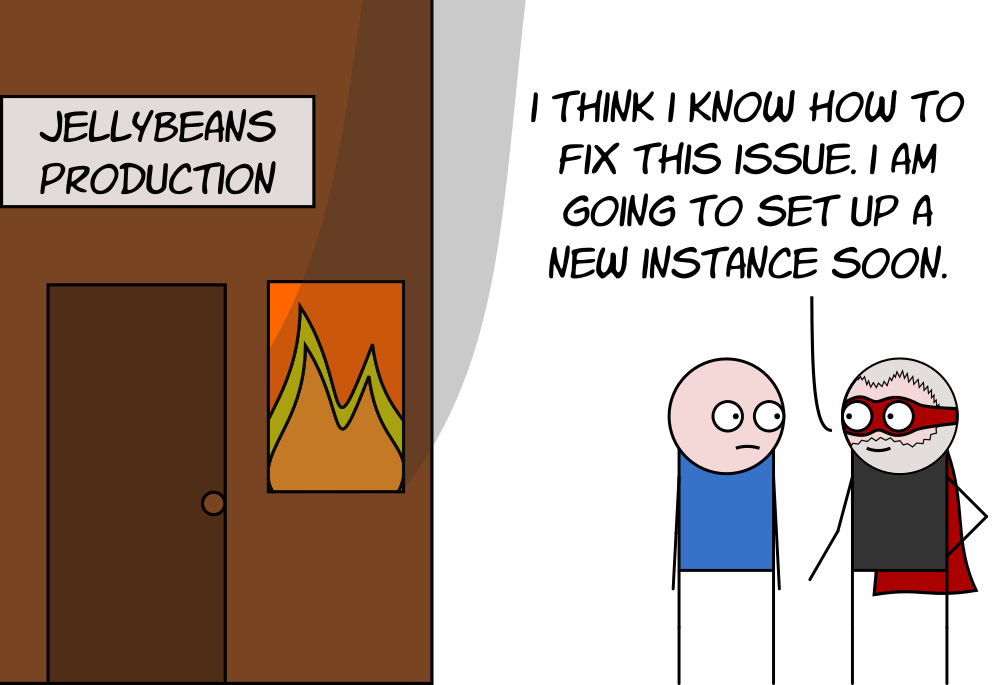 JELLYBEANS
PRODUCTION
I THINK I KNOW HOW TO
FIX THIS ISSUE. I AM
GOING TO SET UP A
NEW INSTANCE SOON.